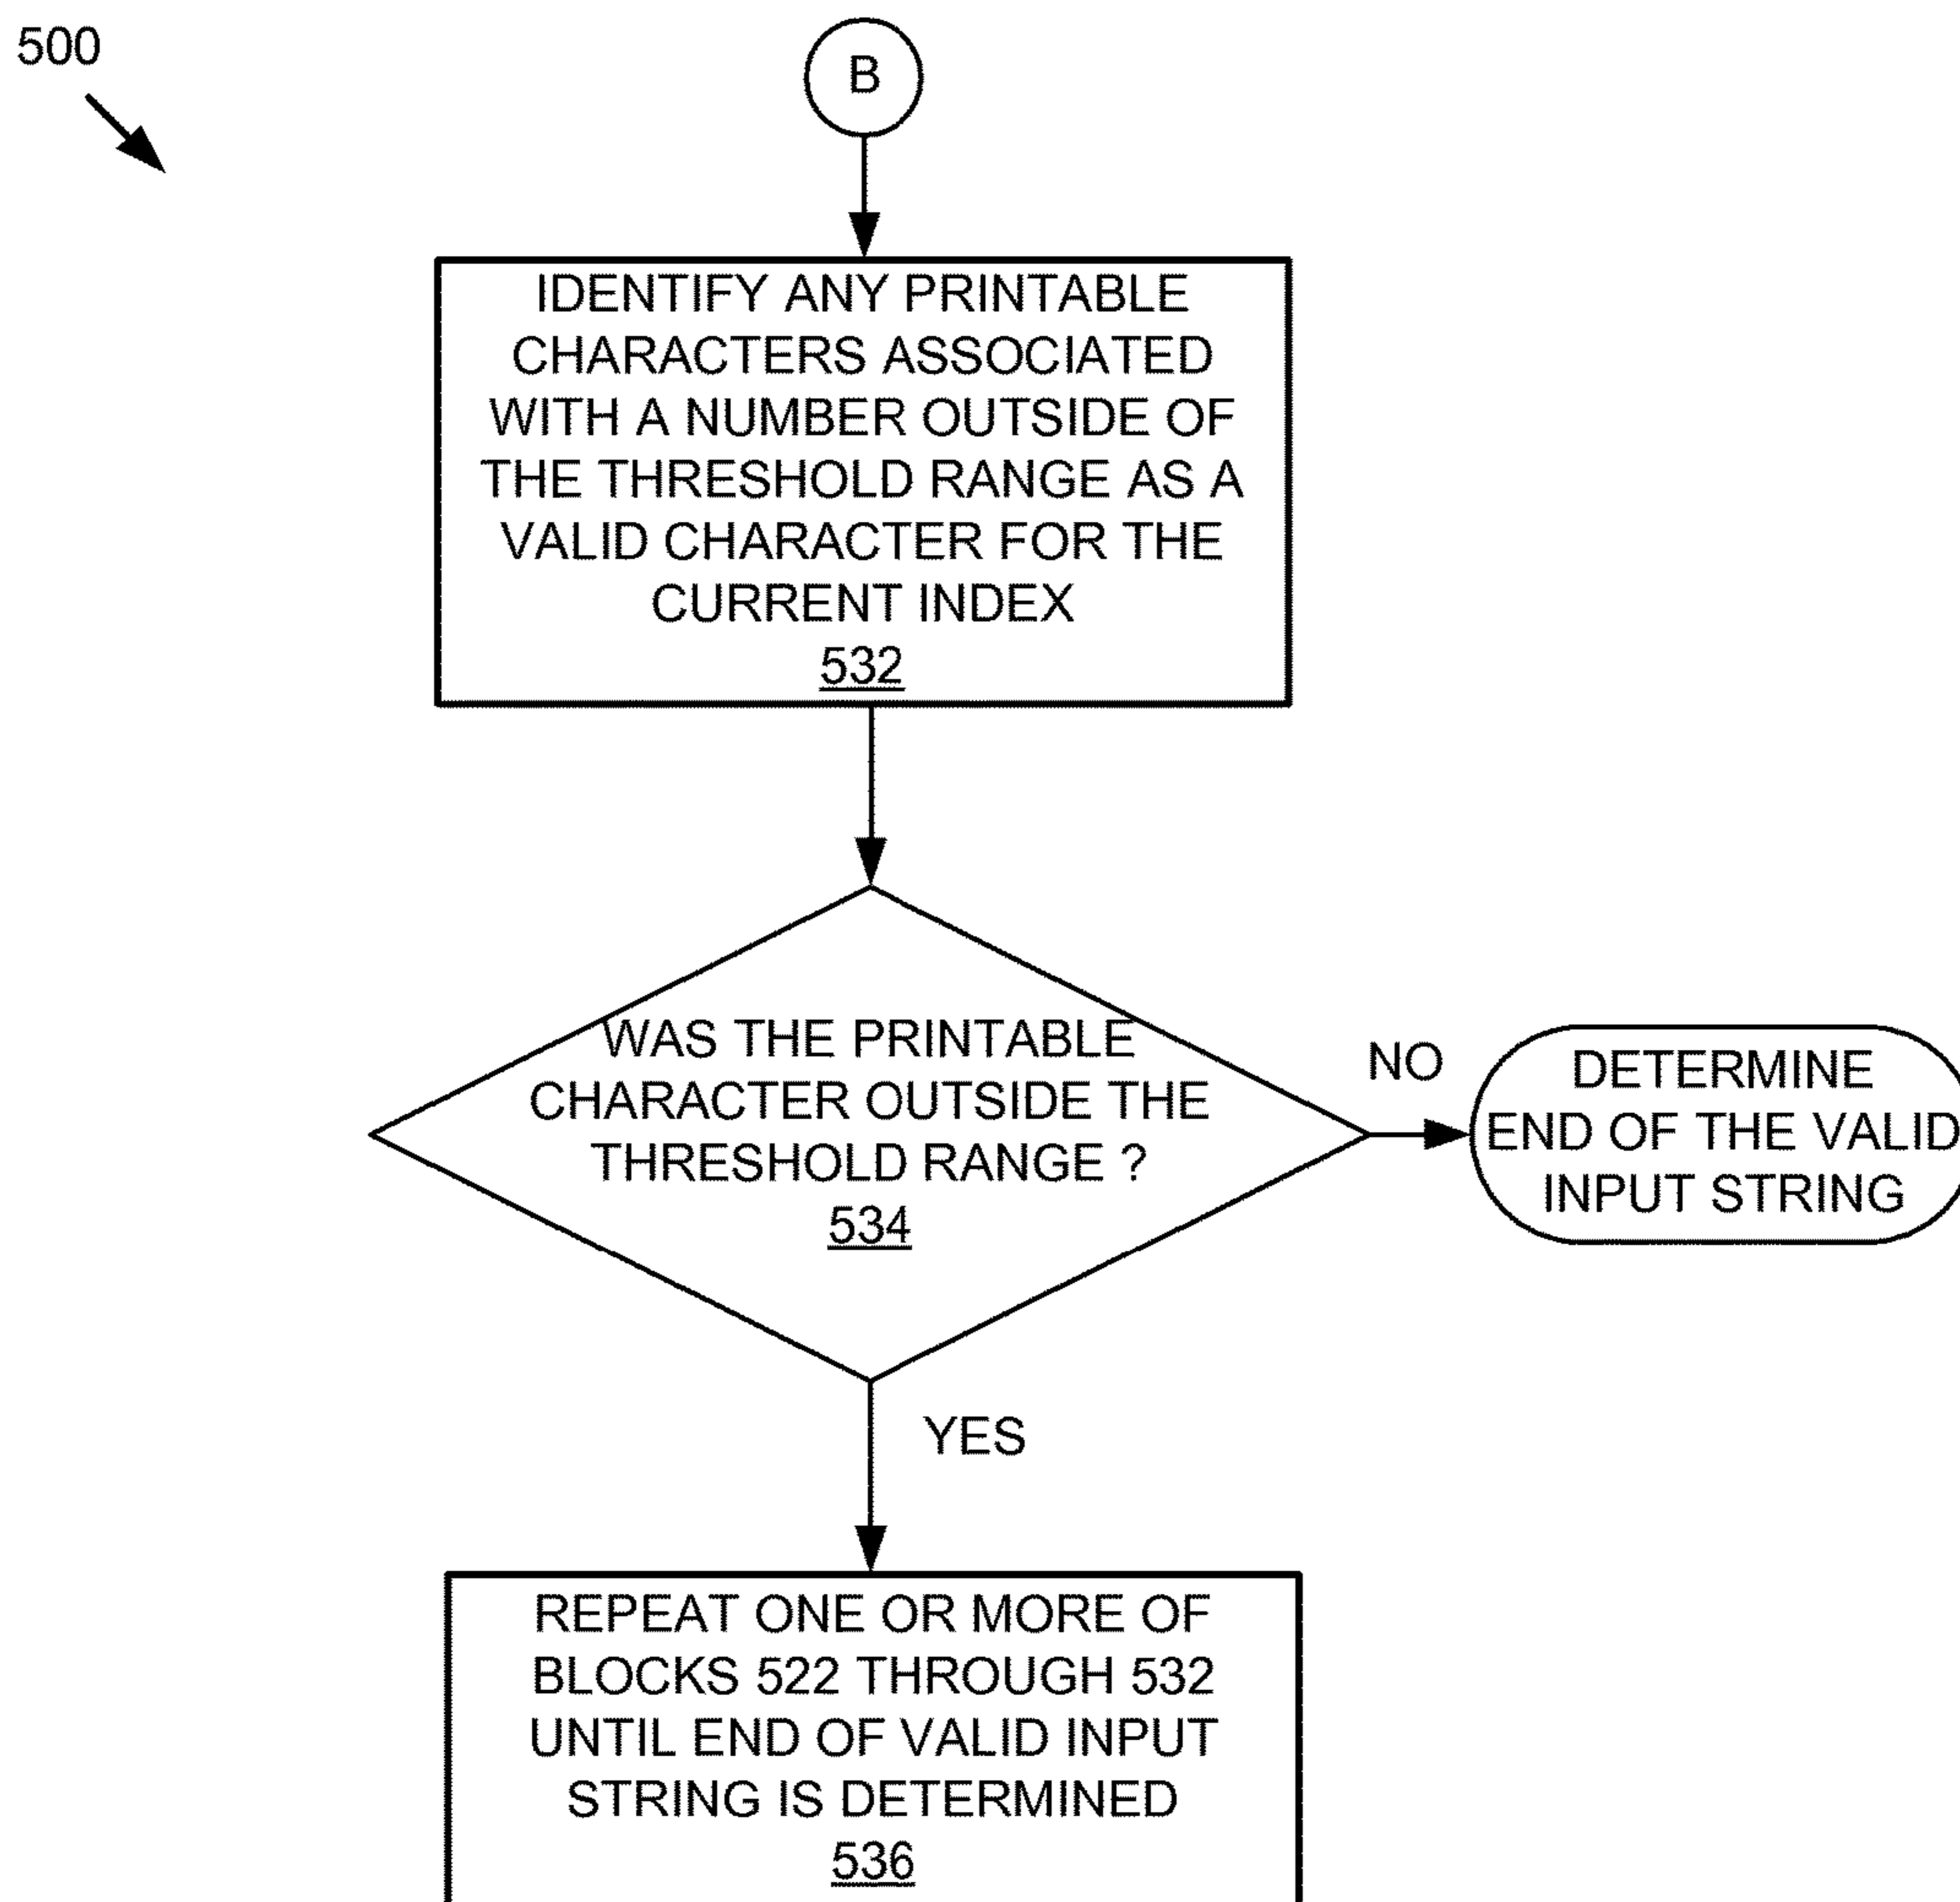 500
B
IDENTIFY ANY PRINTABLE
CHARACTERS ASSOCIATED
WITH A NUMBER OUTSIDE OF
THE THRESHOLD RANGE AS A
VALID CHARACTER FOR THE
CURRENT INDEX
532
WAS THE PRINTABLE
CHARACTER OUTSIDE THE
THRESHOLD RANGE ?
534
NO
DETERMINE
END OF THE VALID
INPUT STRING
YES
REPEAT ONE OR MORE OF
BLOCKS 522 THROUGH 532
UNTIL END OF VALID INPUT
STRING IS DETERMINED
536